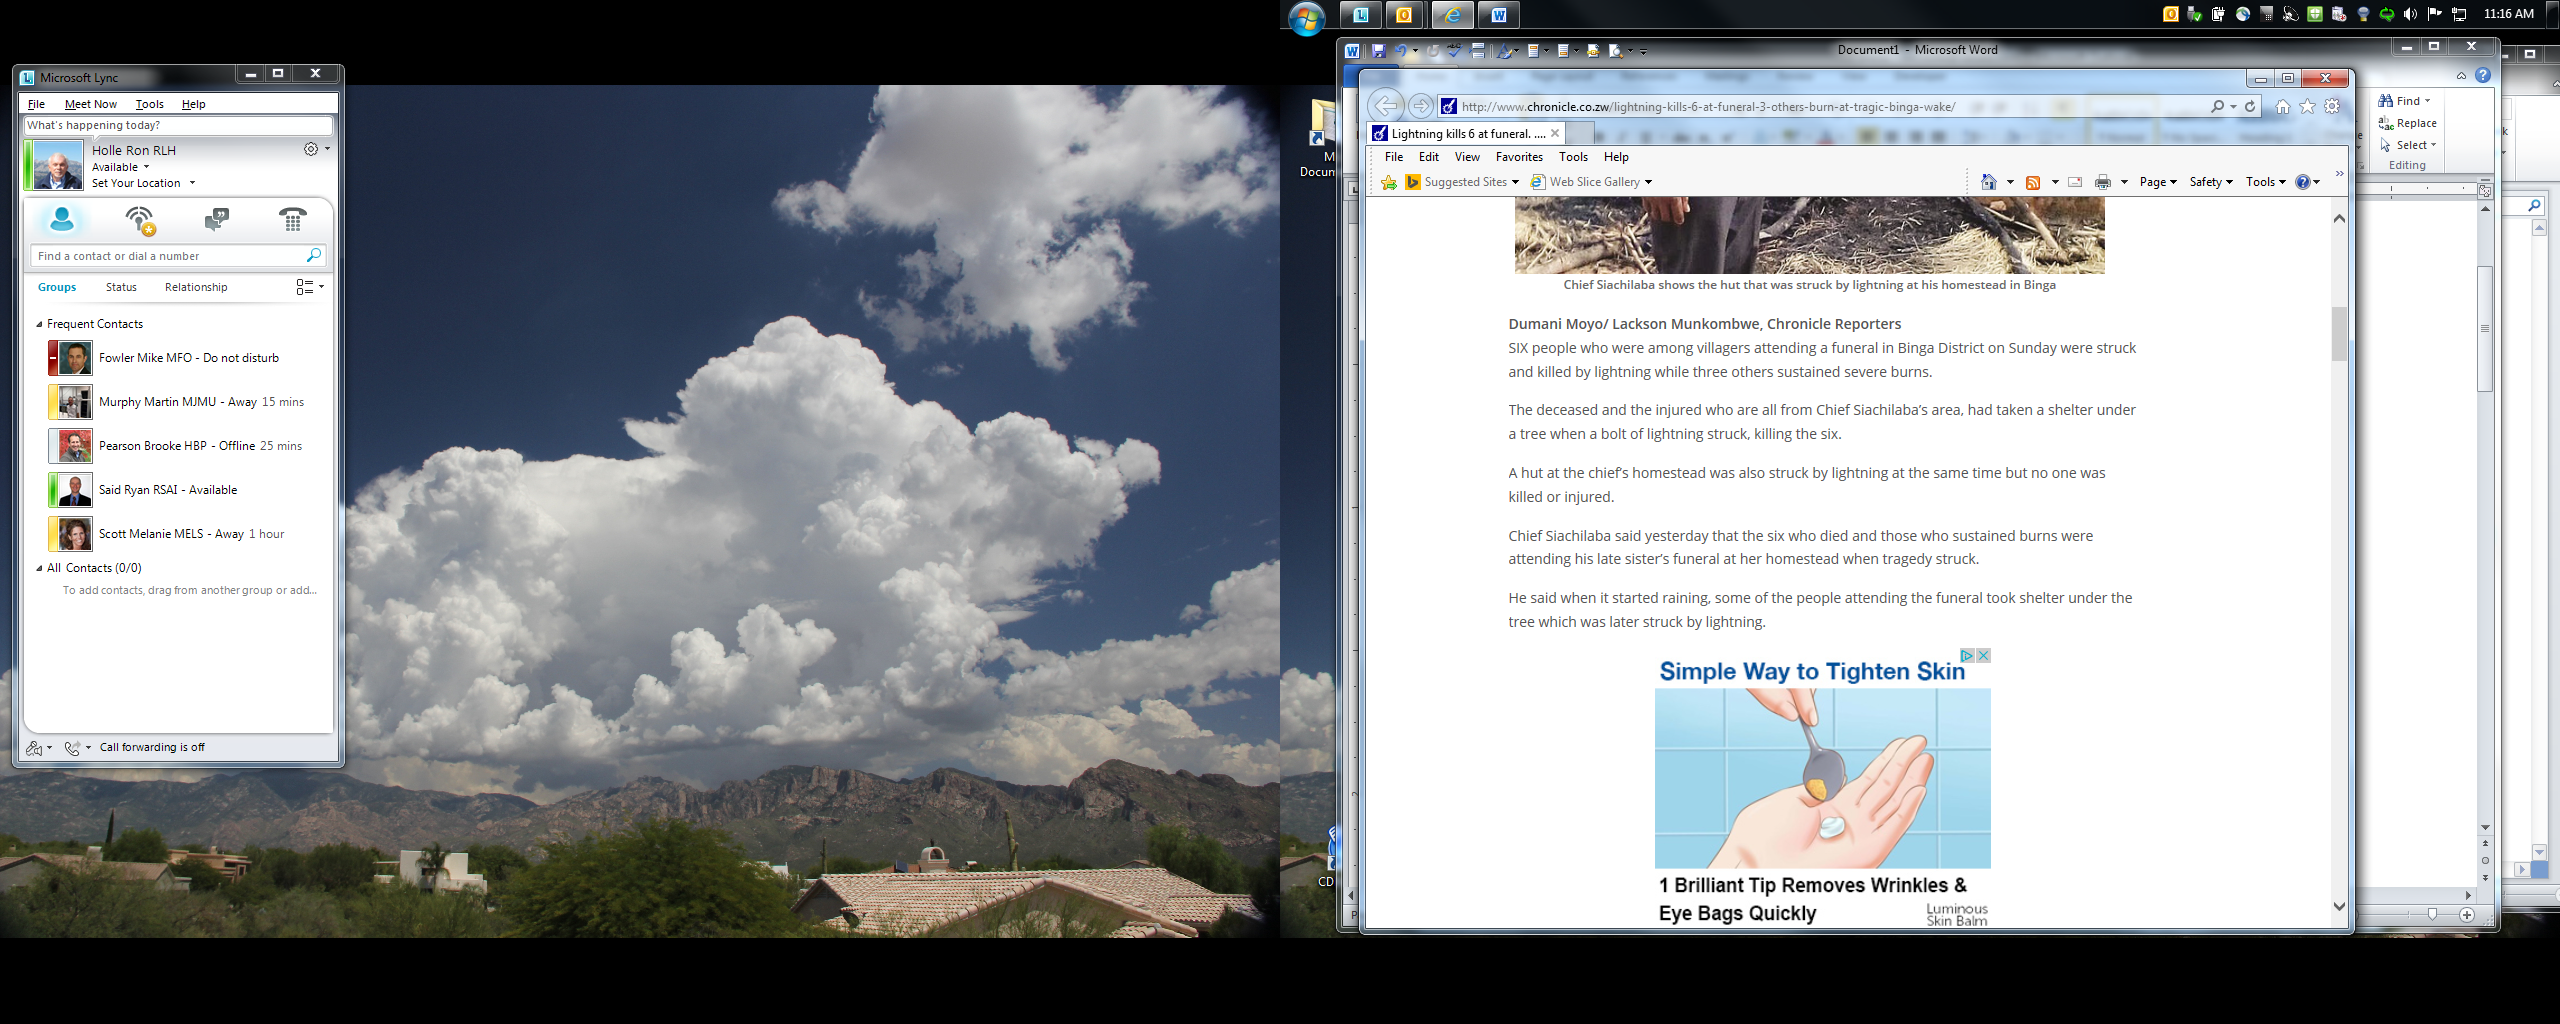 Microsoft Lync
File Meet Now Tools Help
What's happening today?
Holle Ron RLH
Available
Set Your Location
Find a contact or dial a number
Groups Status Relationship
Frequent Contacts
Fowler Mike MFO - Do not disturb
Murphy Martin MJMU - Away 15 mins
Pearson Brooke HBP - Offline 25 mins
Said Ryan RSAI - Available
Scott Melanie MELS - Away 1 hour
All Contacts (0/0)
To add contacts, drag from another group or add...
Call forwarding is off
11:16 AM
Document1 - Microsoft Word
Find
Replace
Select
Editing
http://www.chronicle.co.zw/lightning-kills-6-at-funeral-3-others-burn-at-tragic-binga-wake/
Lightning kills 6 at funeral. ....
File Edit View Favorites Tools Help
Suggested Sites Web Slice Gallery Page Safety Tools
Chief Siachilaba shows the hut that was struck by lightning at his homestead in Binga
Dumani Moyo/ Lackson Munkombwe, Chronicle Reporters
SIX people who were among villagers attending a funeral in Binga District on Sunday were struck
and killed by lightning while three others sustained severe burns.
The deceased and the injured who are all from Chief Siachilaba's area, had taken a shelter under
a tree when a bolt of lightning struck, killing the six.
A hut at the chief's homestead was also struck by lightning at the same time but no one was
killed or injured.
Chief Siachilaba said yesterday that the six who died and those who sustained burns were
attending his late sister's funeral at her homestead when tragedy struck.
He said when it started raining, some of the people attending the funeral took shelter under the
tree which was later struck by lightning.
Simple Way to Tighten Skin
1 Brilliant Tip Removes Wrinkles &
Eye Bags Quickly
Luminous
Skin Balm